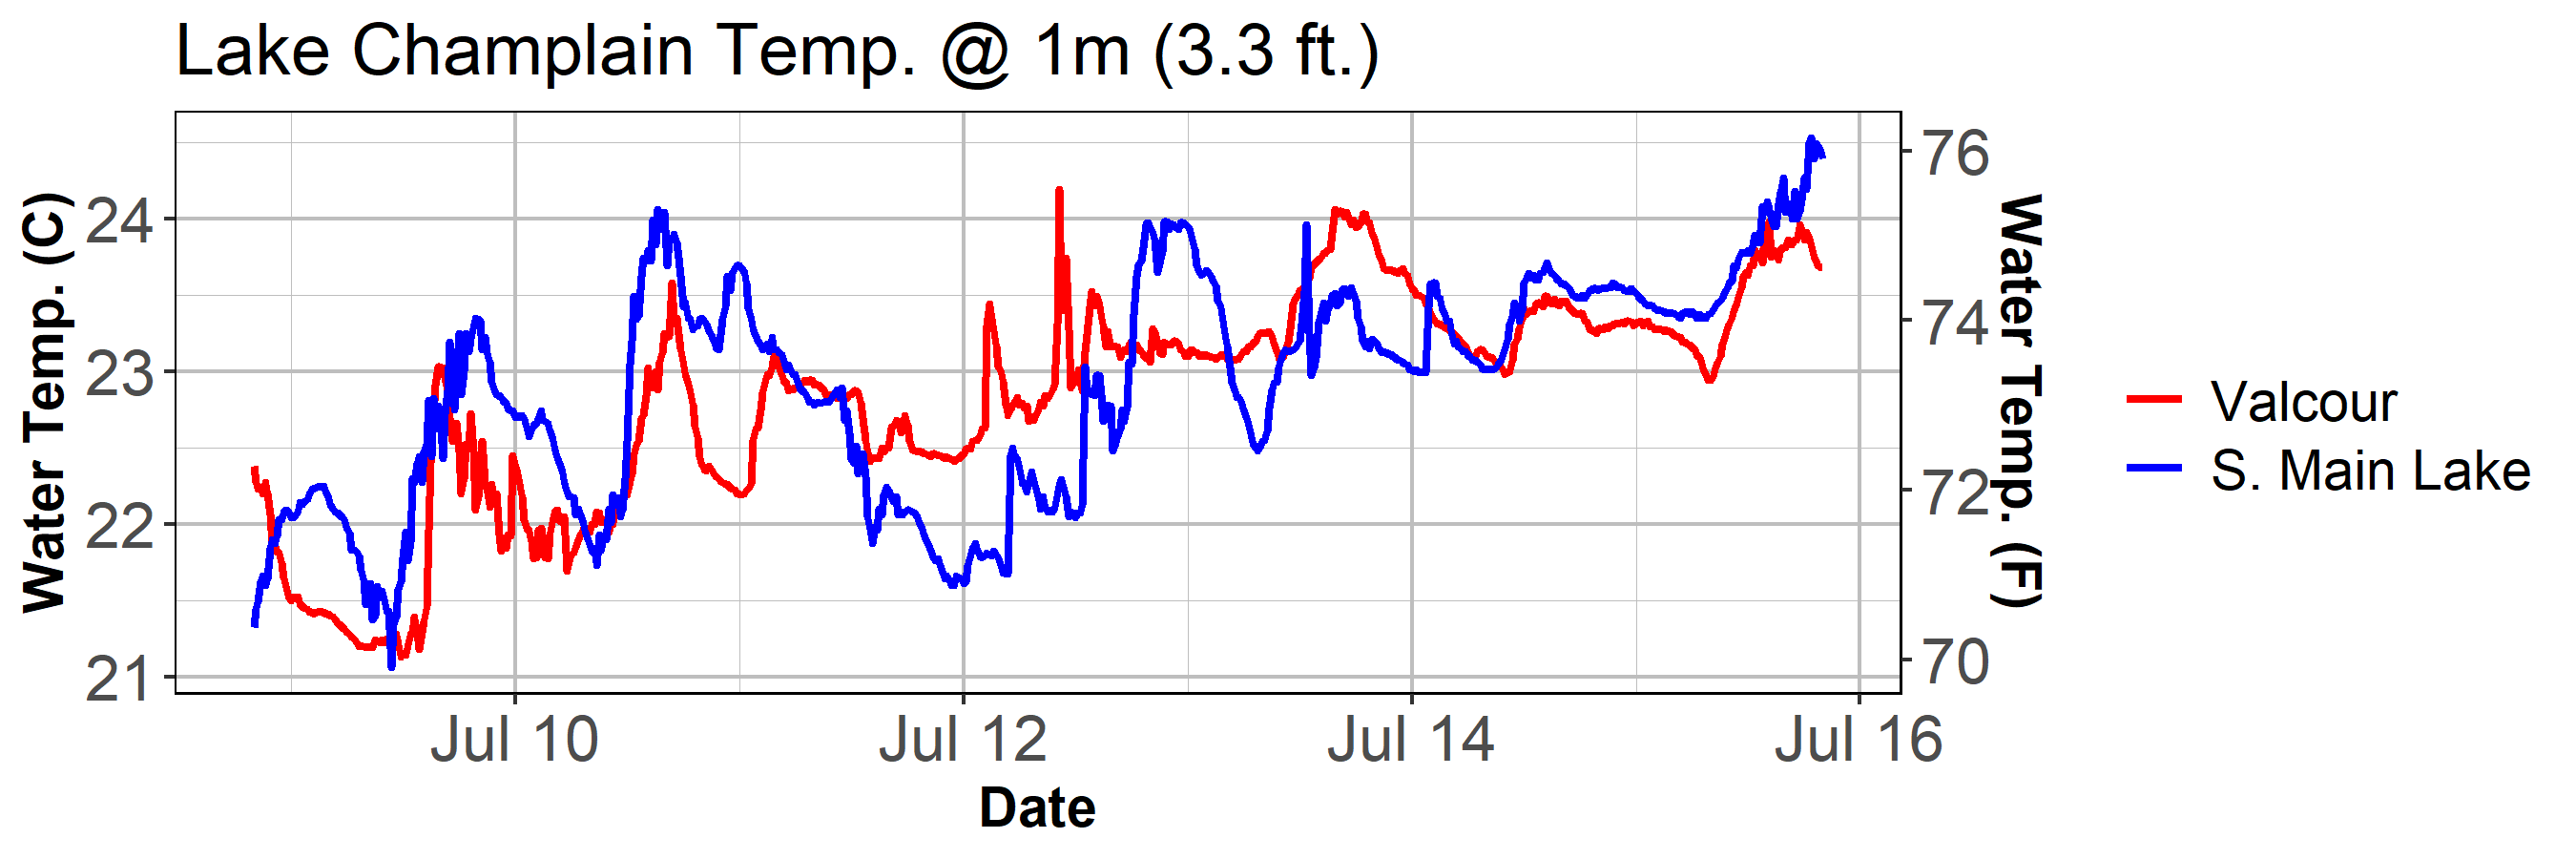 Lake Champlain Temp. @ 1m (3.3 ft.)
Water Temp. (C)
24
23
22
21
76
74
72
70
Water Temp. (F)
Jul 10
Jul 12
Jul 14
Jul 16
Date
Valcour
S. Main Lake